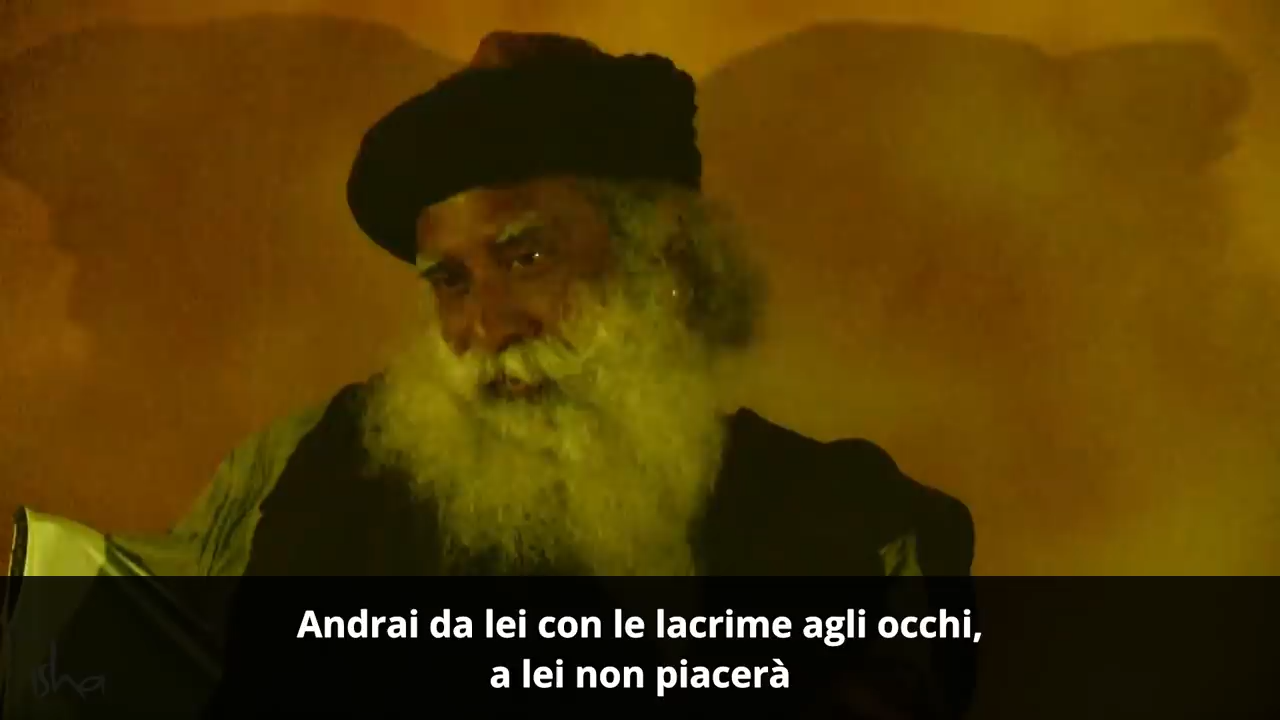 Andrai da lei con le lacrime agli occhi,
a lei non piacerà
isha